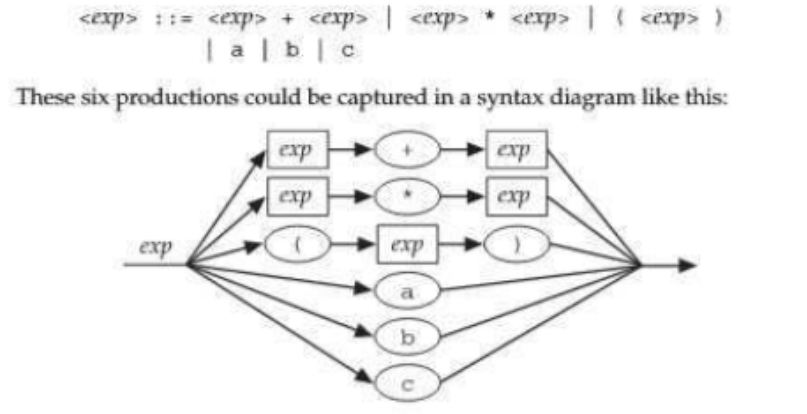 <exp> ::= <exp> + <exp> | <exp> * <exp> | ( <exp> )
| a | b | c
These six productions could be captured in a syntax diagram like this:
exp + exp
exp * exp
exp ( exp )
a
b
c